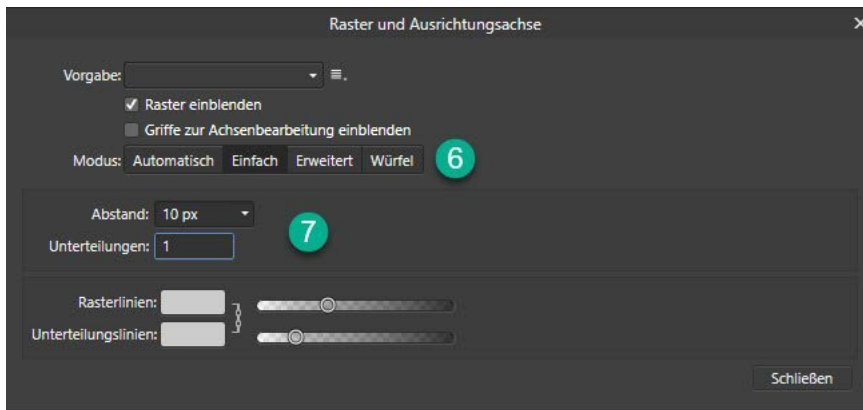 Raster und Ausrichtungsachse
Vorgabe:
Raster einblenden
Griffe zur Achsenbearbeitung einblenden
Modus: Automatisch Einfach Erweitert Würfel 6
Abstand: 10 px
7
Unterteilungen: 1
Rasterlinien:
Unterteilungslinien:
Schließen